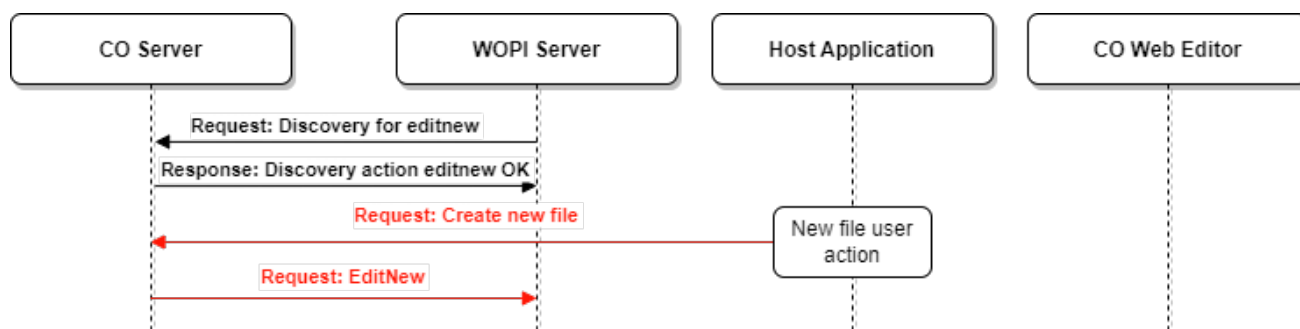 CO Server
WOPI Server
Host Application
CO Web Editor
Request: Discovery for editnew
Response: Discovery action editnew OK
Request: Create new file
New file user
action
Request: EditNew